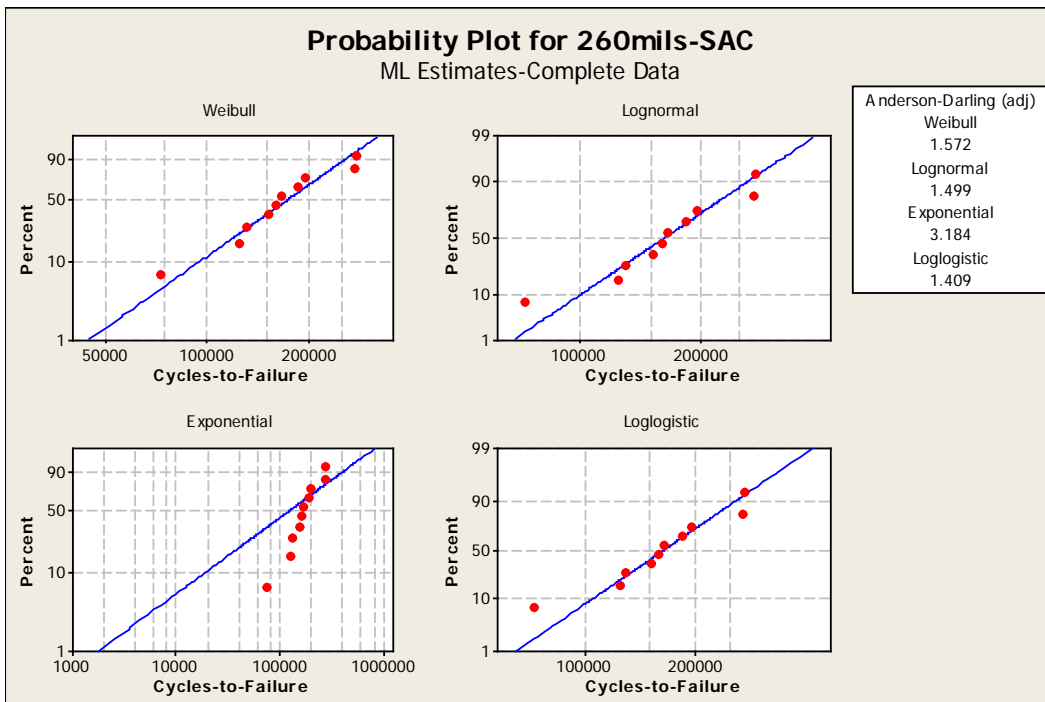 Probability Plot for 260mils-SAC
ML Estimates-Complete Data
Weibull
Percent
90
50
10
1
50000 100000 200000
Cycles-to-Failure
Lognormal
Percent
99
90
50
10
1
100000 200000
Cycles-to-Failure
Anderson-Darling (adj)
Weibull
1.572
Lognormal
1.499
Exponential
3.184
Loglogistic
1.409
Exponential
Percent
90
50
10
1
1000 10000 100000 1000000
Cycles-to-Failure
Loglogistic
Percent
99
90
50
10
1
100000 200000
Cycles-to-Failure